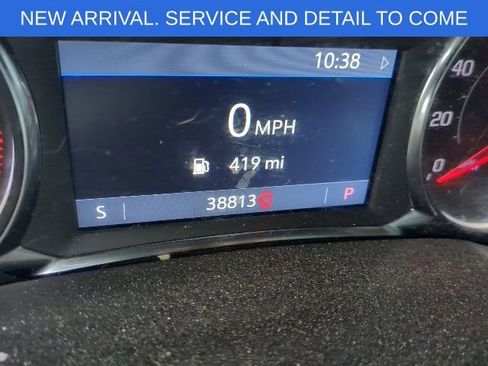 NEW ARRIVAL. SERVICE AND DETAIL TO COME
10:38
0 MPH
419 mi
S 38813 P
40
20
0